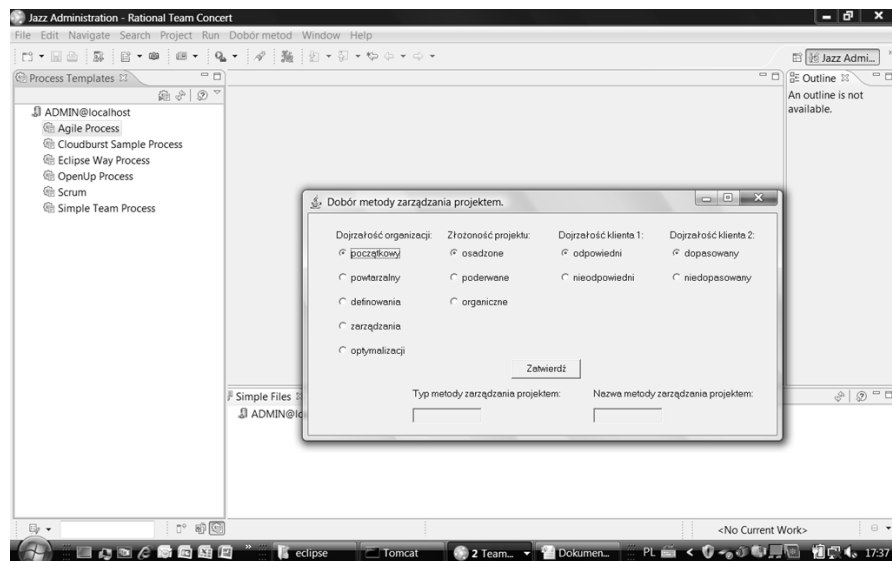 Jazz Administration - Rational Team Concert
File Edit Navigate Search Project Run Dobór metod Window Help
Jazz Admi...
Process Templates
Outline
An outline is not
available.
ADMIN@localhost
Agile Process
Cloudburst Sample Process
Eclipse Way Process
OpenUp Process
Scrum
Simple Team Process
Dobór metody zarządzania projektem.
Dojrzałość organizacji: Złożoność projektu: Dojrzałość klienta 1: Dojrzałość klienta 2:
początkowy osadzone odpowiedni dopasowany
powtarzalny poderwane nieodpowiedni niedopasowany
definowania organiczne
zarządzania
optymalizacji
Zatwierdź
Typ metody zarządzania projektem: Nazwa metody zarządzania projektem:
Simple Files
ADMIN@lo
<No Current Work>
eclipse Tomcat 2 Team... Dokumen... PL 17:37